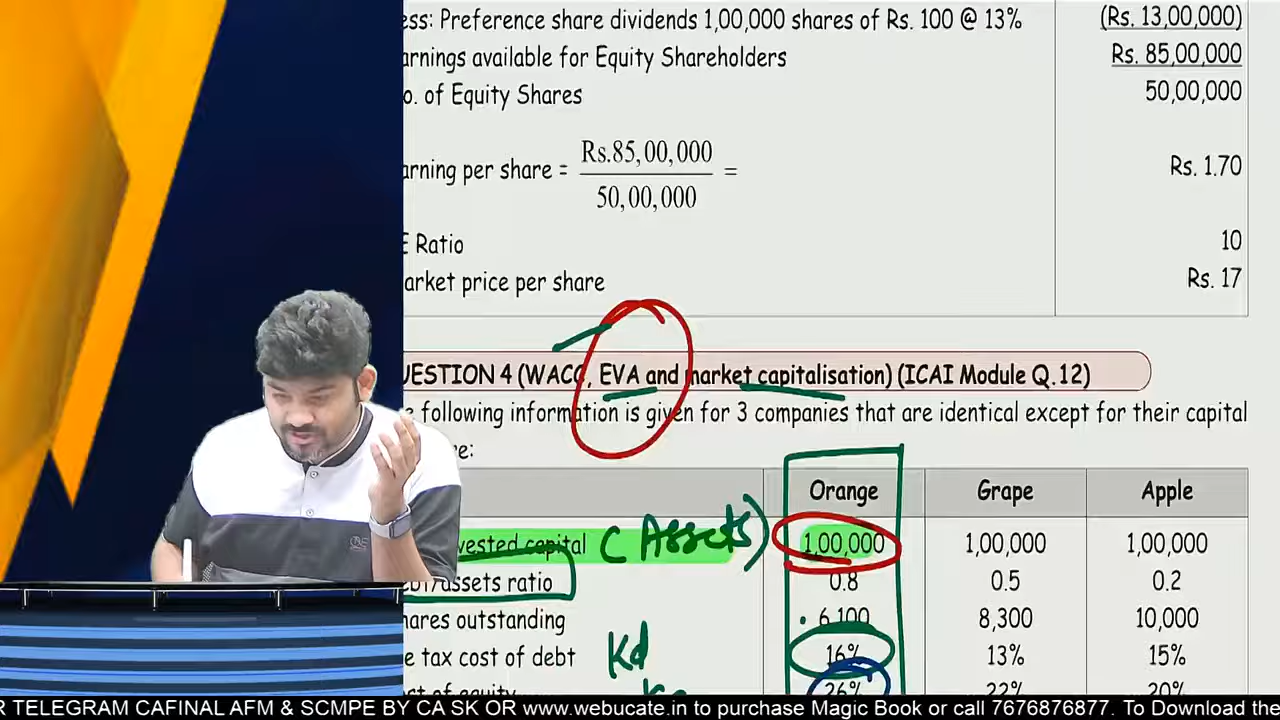 ess: Preference share dividends 1,00,000 shares of Rs. 100 @ 13% (Rs. 13,00,000)
arnings available for Equity Shareholders Rs. 85,00,000
o. of Equity Shares 50,00,000
arning per share = Rs.85,00,000 / 50,00,000 = Rs. 1.70
E Ratio 10
arket price per share Rs. 17
UESTION 4 (WACC, EVA and market capitalisation) (ICAI Module Q.12)
e following information is given for 3 companies that are identical except for their capital
re:
Orange Grape Apple
vested capital C Assets) 1,00,000 1,00,000 1,00,000
ebt/assets ratio 0.8 0.5 0.2
hares outstanding 6,100 8,300 10,000
e tax cost of debt Kd 16% 13% 15%
st of equity Ke 26% 22% 20%
R TELEGRAM CAFINAL AFM & SCMPE BY CA SK OR www.webucate.in to purchase Magic Book or call 7676876877. To Download the